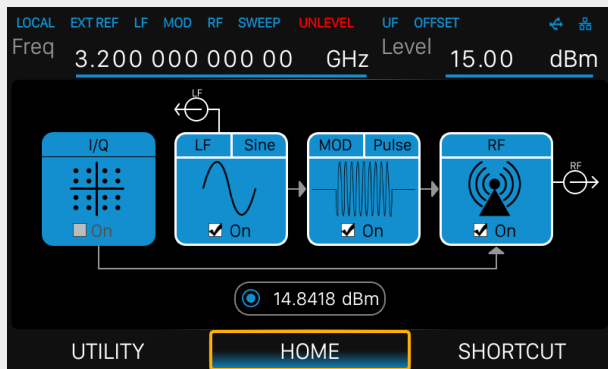 LOCAL EXT REF LF MOD RF SWEEP UNLEVEL UF OFFSET
Freq 3.200 000 000 00 GHz Level 15.00 dBm
LF
I/Q LF Sine MOD Pulse RF
RF
On On On On
14.8418 dBm
UTILITY HOME SHORTCUT